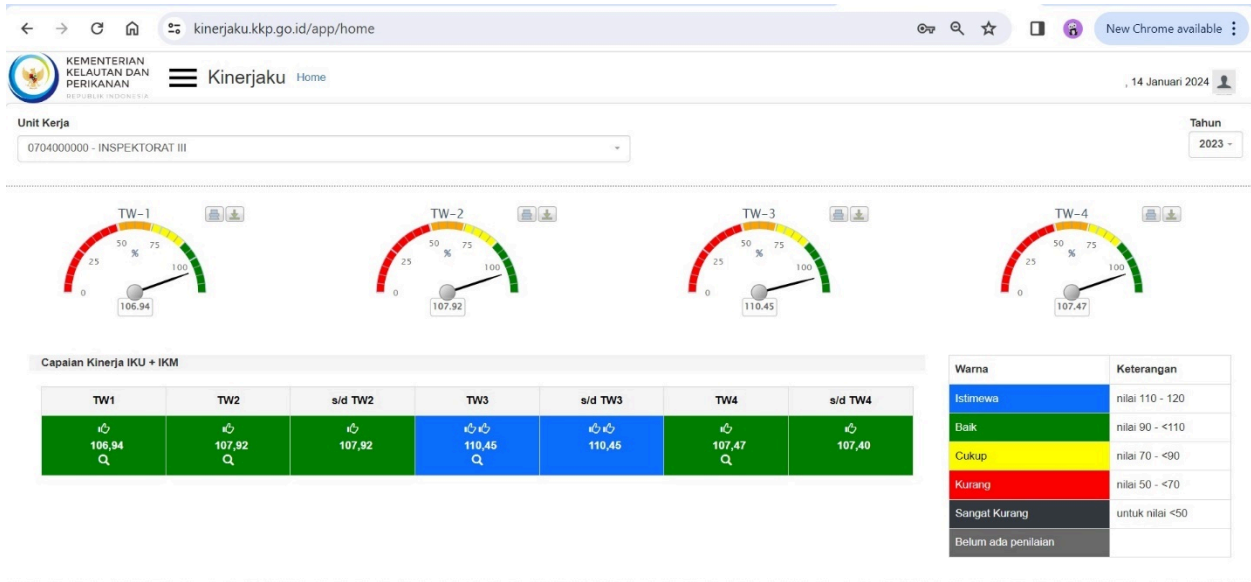 kinerjaku.kkp.go.id/app/home
New Chrome available
KEMENTERIAN
KELAUTAN DAN
PERIKANAN
REPUBLIK INDONESIA
Kinerjaku Home
, 14 Januari 2024
Unit Kerja
Tahun
0704000000 - INSPEKTORAT III
2023
TW-1
0 25 50 75 100
%
106.94
TW-2
0 25 50 75 100
%
107.92
TW-3
0 25 50 75 100
%
110.45
TW-4
0 25 50 75 100
%
107.47
Capaian Kinerja IKU + IKM
TW1 TW2 s/d TW2 TW3 s/d TW3 TW4 s/d TW4
106,94 107,92 107,92 110,45 110,45 107,47 107,40
Warna Keterangan
Istimewa nilai 110 - 120
Baik nilai 90 - <110
Cukup nilai 70 - <90
Kurang nilai 50 - <70
Sangat Kurang untuk nilai <50
Belum ada penilaian